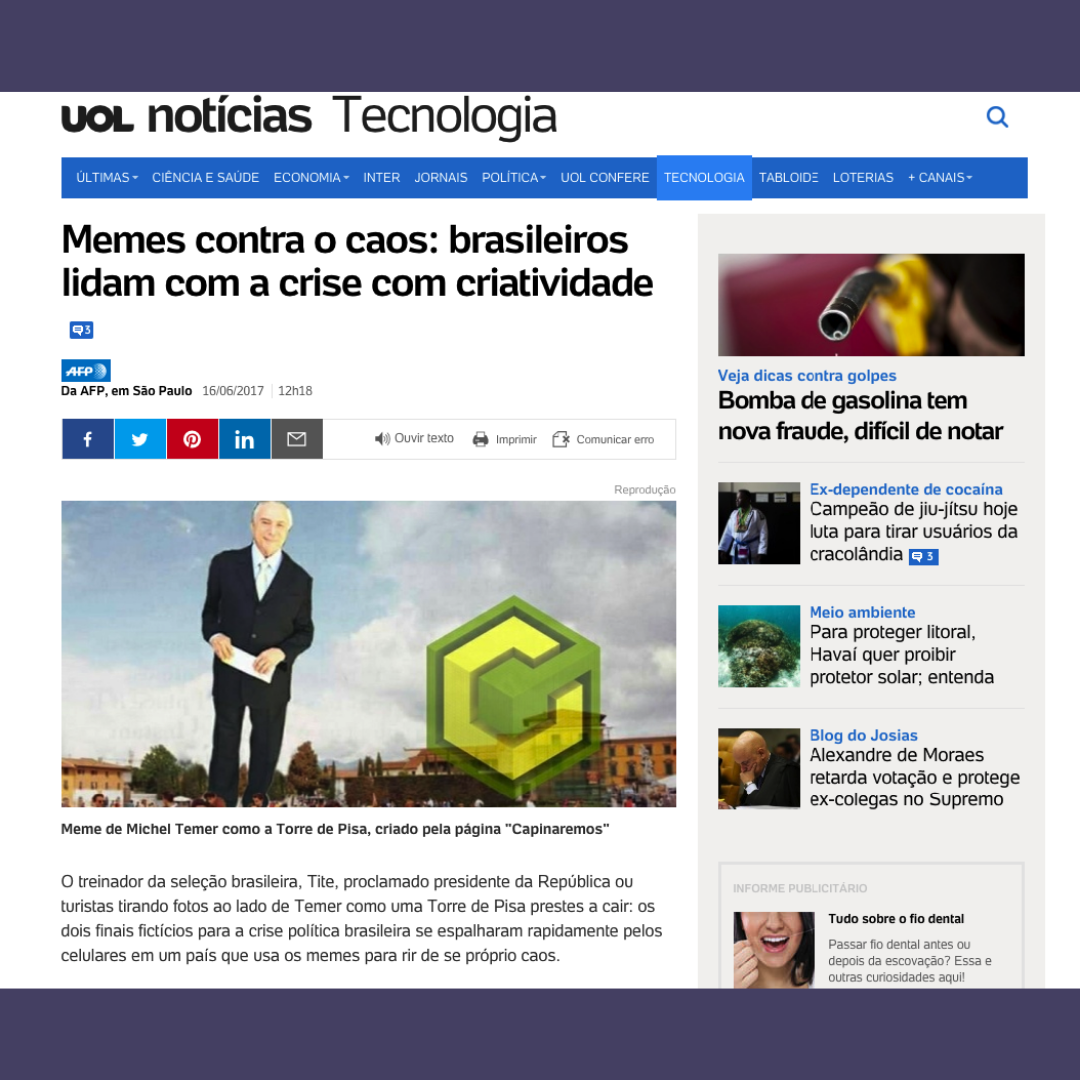 UOL notícias Tecnologia
ÚLTIMAS CIÊNCIA E SAÚDE ECONOMIA INTER JORNAIS POLÍTICA UOL CONFERE TECNOLOGIA TABLOIDE LOTERIAS + CANAIS
Memes contra o caos: brasileiros
lidam com a crise com criatividade
3
AFP
Da AFP, em São Paulo 16/06/2017 12h18
Ouvir texto Imprimir Comunicar erro
Reprodução
Meme de Michel Temer como a Torre de Pisa, criado pela página "Capinaremos"
O treinador da seleção brasileira, Tite, proclamado presidente da República ou
turistas tirando fotos ao lado de Temer como uma Torre de Pisa prestes a cair: os
dois finais fictícios para a crise política brasileira se espalharam rapidamente pelos
celulares em um país que usa os memes para rir de se próprio caos.
Veja dicas contra golpes
Bomba de gasolina tem
nova fraude, difícil de notar
Ex-dependente de cocaína
Campeão de jiu-jítsu hoje
luta para tirar usuários da
cracolândia 3
Meio ambiente
Para proteger litoral,
Havaí quer proibir
protetor solar; entenda
Blog do Josias
Alexandre de Moraes
retarda votação e protege
ex-colegas no Supremo
INFORME PUBLICITÁRIO
Tudo sobre o fio dental
Passar fio dental antes ou
depois da escovação? Essa e
outras curiosidades aqui!